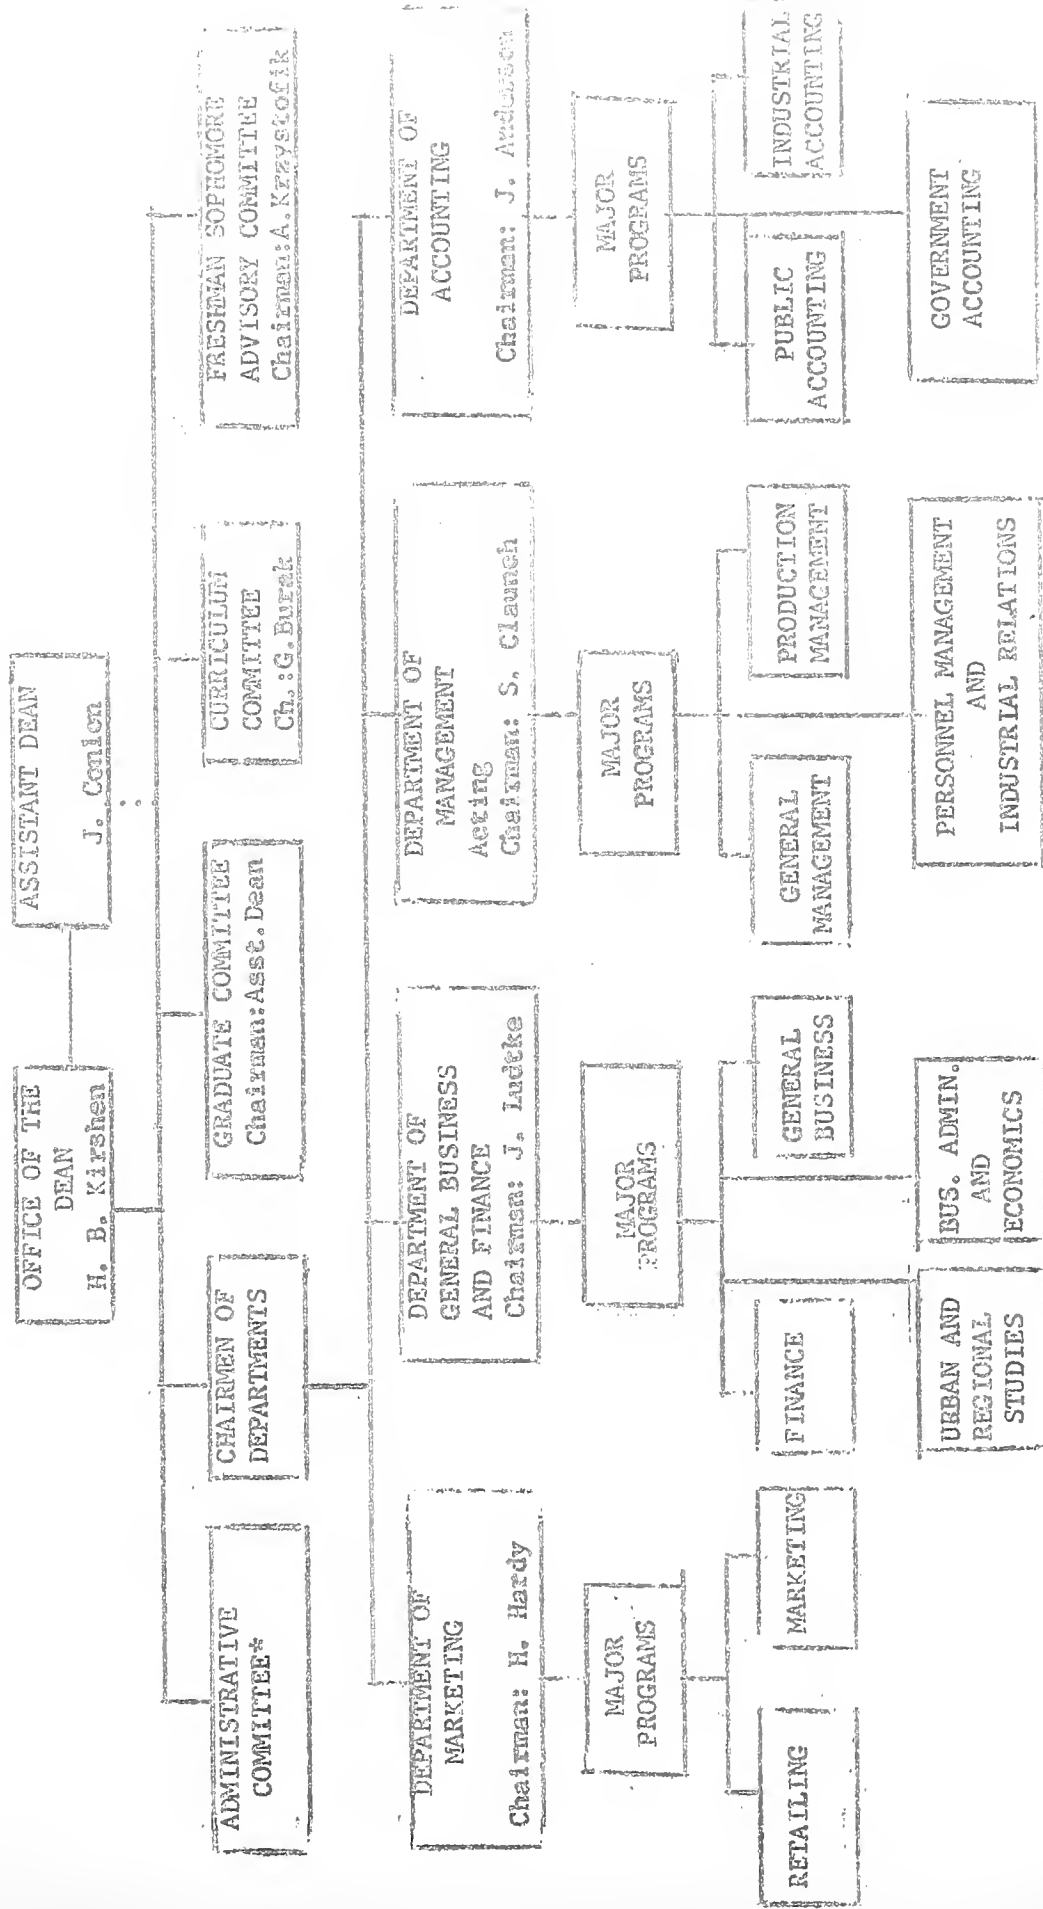 OFFICE OF THE
DEAN
H. B. Kirshen
ASSISTANT DEAN
J. Conlon
ADMINISTRATIVE
COMMITTEE*
CHAIRMEN OF
DEPARTMENTS
GRADUATE COMMITTEE
Chairman:Asst.Dean
CURRICULUM
COMMITTEE
Ch.:G.Burak
FRESHMAN SOPHOMORE
ADVISORY COMMITTEE
Chairman:A.Krzystofik
DEPARTMENT OF
MARKETING
Chairman: H. Hardy
DEPARTMENT OF
GENERAL BUSINESS
AND FINANCE
Chairman: J. Ludtke
DEPARTMENT OF
MANAGEMENT
Acting
Chairman: S. Claunch
DEPARTMENT OF
ACCOUNTING
Chairman: J. Anderson
MAJOR
PROGRAMS
MAJOR
PROGRAMS
MAJOR
PROGRAMS
MAJOR
PROGRAMS
RETAILING
MARKETING
FINANCE
GENERAL
BUSINESS
GENERAL
MANAGEMENT
PRODUCTION
MANAGEMENT
PUBLIC
ACCOUNTING
INDUSTRIAL
ACCOUNTING
URBAN AND
REGIONAL
STUDIES
BUS. ADMIN.
AND
ECONOMICS
PERSONNEL MANAGEMENT
AND
INDUSTRIAL RELATIONS
GOVERNMENT
ACCOUNTING